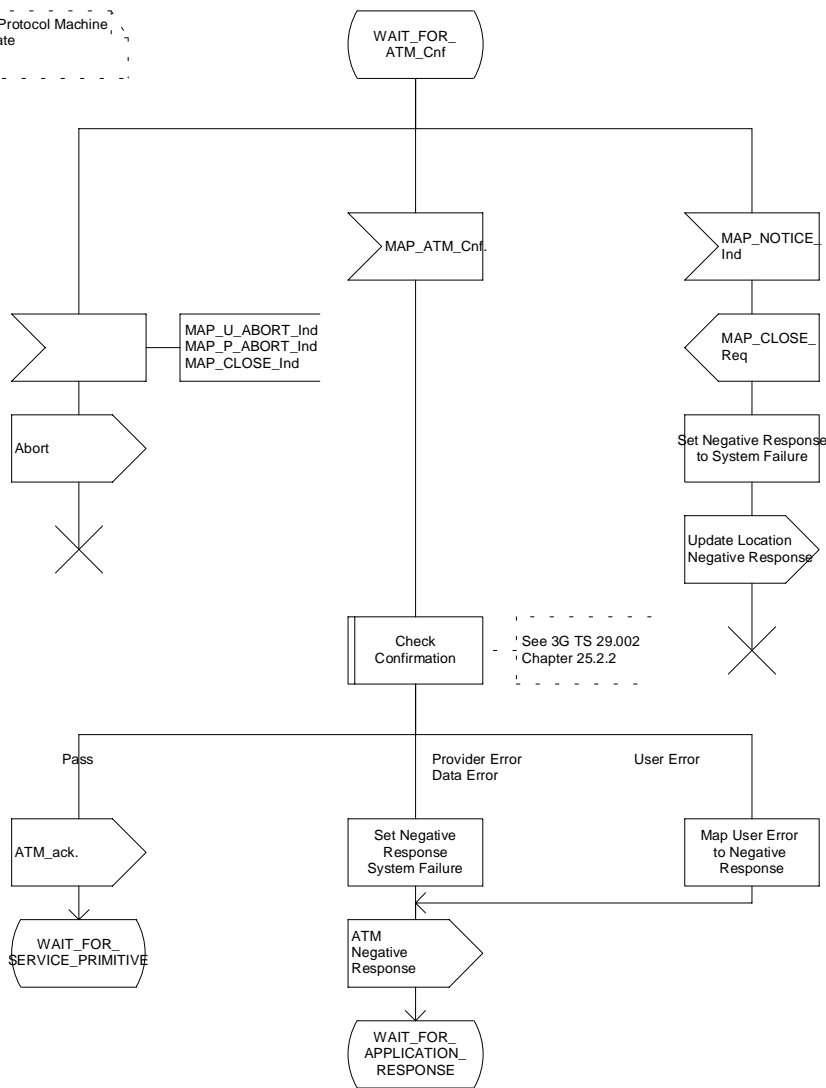 Protocol Machine
WAIT_FOR_
ATM_Cnf
MAP_ATM_Cnf.
MAP_NOTICE_
Ind
MAP_U_ABORT_Ind
MAP_P_ABORT_Ind
MAP_CLOSE_Ind
MAP_CLOSE_
Req
Abort
Set Negative Response
to System Failure
Update Location
Negative Response
Check
Confirmation
See 3G TS 29.002
Chapter 25.2.2
Pass
Provider Error
Data Error
User Error
ATM_ack.
Set Negative
Response
System Failure
Map User Error
to Negative
Response
WAIT_FOR_
SERVICE_PRIMITIVE
ATM
Negative
Response
WAIT_FOR_
APPLICATION_
RESPONSE